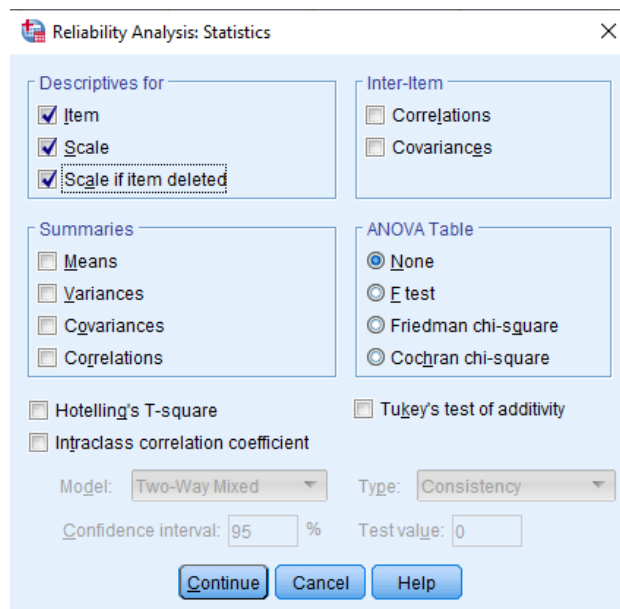 Reliability Analysis: Statistics
Descriptives for
Item
Scale
Scale if item deleted
Inter-Item
Correlations
Covariances
Summaries
Means
Variances
Covariances
Correlations
ANOVA Table
None
F test
Friedman chi-square
Cochran chi-square
Hotelling's T-square
Tukey's test of additivity
Intraclass correlation coefficient
Model: Two-Way Mixed Type: Consistency
Confidence interval: 95 % Test value: 0
Continue Cancel Help